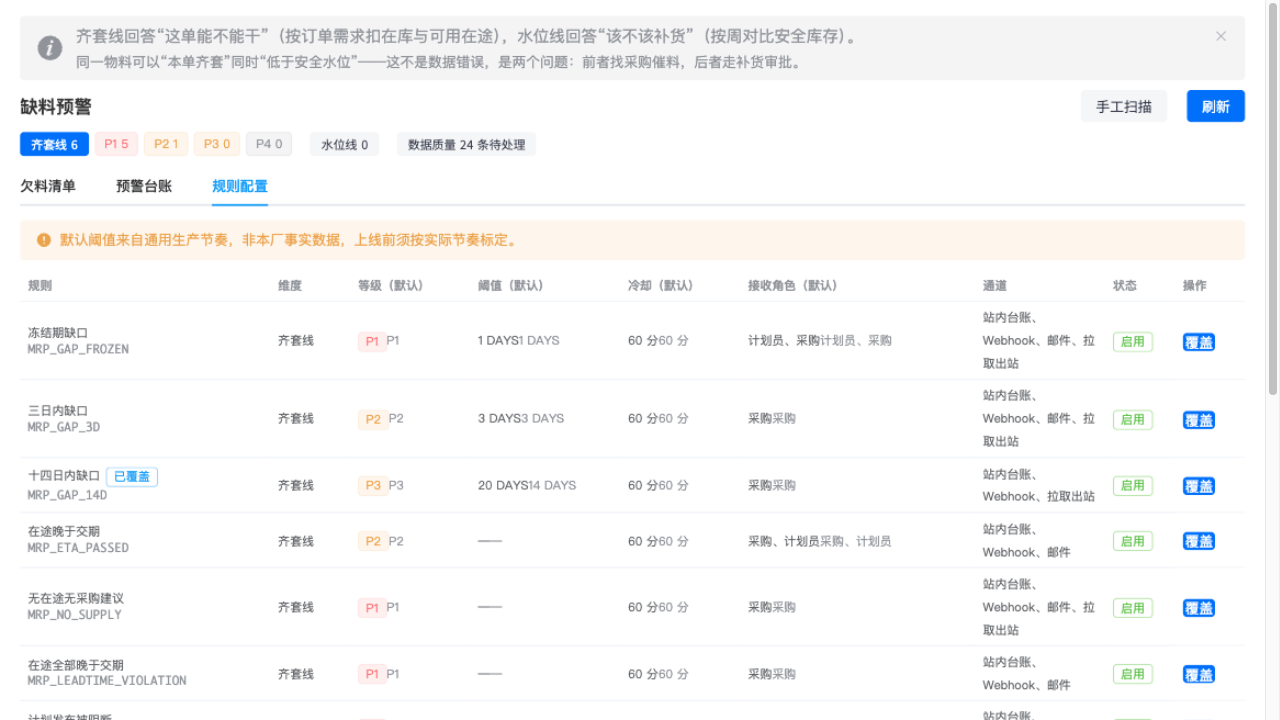 齐套线回答“这单能不能干”（按订单需求扣在库与可用在途），水位线回答“该不该补货”（按周对比安全库存）。
同一物料可以“本单齐套”同时“低于安全水位”——这不是数据错误，是两个问题：前者找采购催料，后者走补货审批。
缺料预警
手工扫描
刷新
齐套线 6 P1 5 P2 1 P3 0 P4 0 水位线 0 数据质量 24 条待处理
欠料清单 预警台账 规则配置
默认阈值来自通用生产节奏，非本厂事实数据，上线前须按实际节奏标定。
规则 维度 等级（默认） 阈值（默认） 冷却（默认） 接收角色（默认） 通道 状态 操作
冻结期缺口
MRP_GAP_FROZEN
齐套线 P1 P1 1 DAYS1 DAYS 60 分60 分 计划员、采购计划员、采购
站内台账、
Webhook、邮件、拉
取出站
启用 覆盖
三日内缺口
MRP_GAP_3D
齐套线 P2 P2 3 DAYS3 DAYS 60 分60 分 采购采购
站内台账、
Webhook、邮件、拉
取出站
启用 覆盖
十四日内缺口 已覆盖
MRP_GAP_14D
齐套线 P3 P3 20 DAYS14 DAYS 60 分60 分 采购采购
站内台账、
Webhook、拉取出站
启用 覆盖
在途晚于交期
MRP_ETA_PASSED
齐套线 P2 P2 —— 60 分60 分 采购、计划员采购、计划员
站内台账、
Webhook、邮件
启用 覆盖
无在途无采购建议
MRP_NO_SUPPLY
齐套线 P1 P1 —— 60 分60 分 采购采购
站内台账、
Webhook、邮件、拉
取出站
启用 覆盖
在途全部晚于交期
MRP_LEADTIME_VIOLATION
齐套线 P1 P1 —— 60 分60 分 采购采购
站内台账、
Webhook、邮件
启用 覆盖
计划发布被阻断
站内台账、